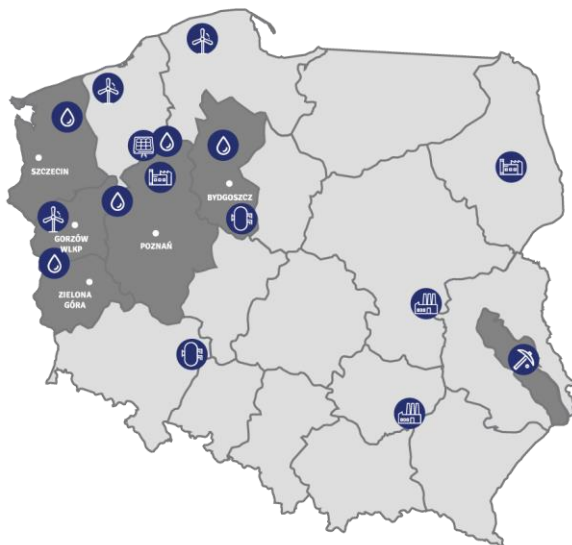 SZCZECIN
BYDGOSZCZ
GORZÓW
WLKP
POZNAŃ
ZIELONA
GÓRA